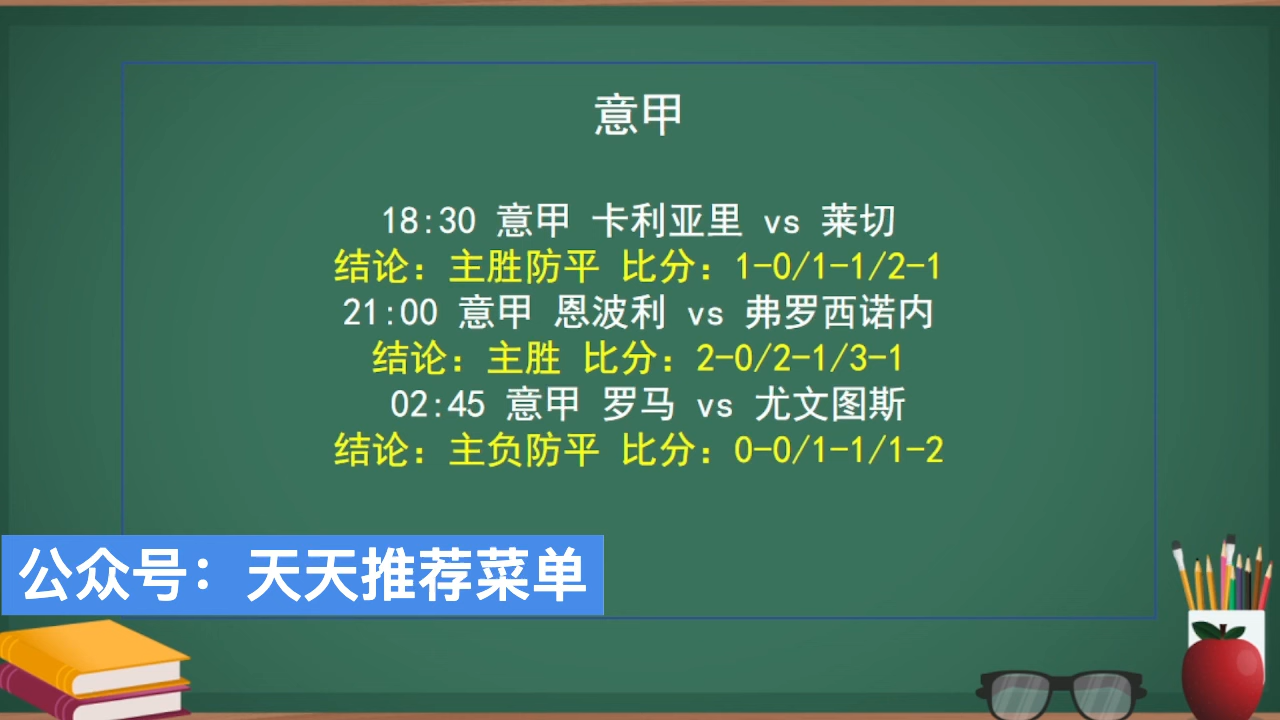 意甲
18:30 意甲 卡利亚里 vs 莱切
结论：主胜防平 比分：1-0/1-1/2-1
21:00 意甲 恩波利 vs 弗罗西诺内
结论：主胜 比分：2-0/2-1/3-1
02:45 意甲 罗马 vs 尤文图斯
结论：主负防平 比分：0-0/1-1/1-2
公众号：天天推荐菜单